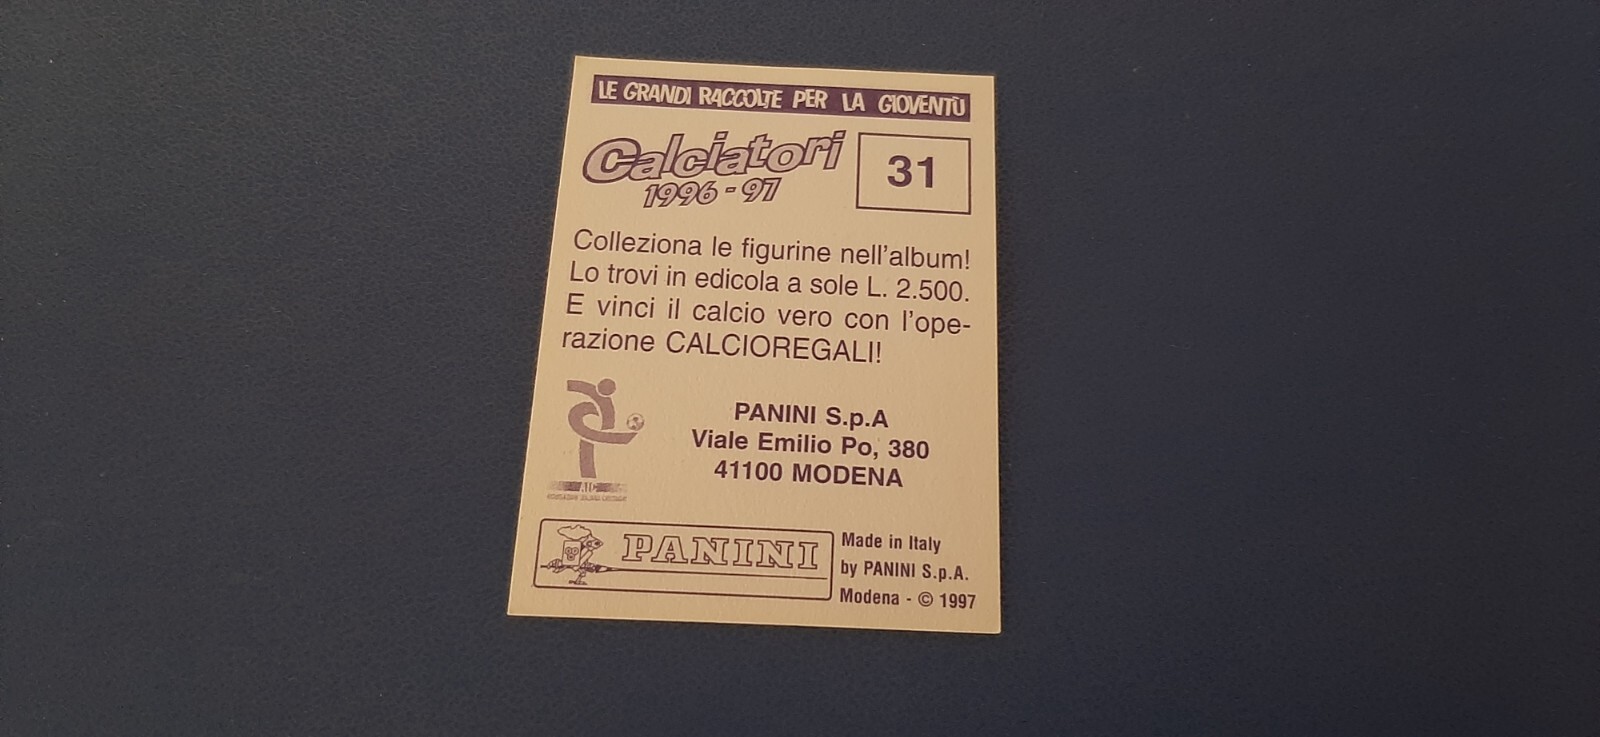 LE GRANDI RACCOLTE PER LA GIOVENTÙ
Calciatori
1996-97
31
Colleziona le figurine nell'album!
Lo trovi in edicola a sole L. 2.500.
E vinci il calcio vero con l'ope-
razione CALCIOREGALI!
AIC
PANINI S.p.A
Viale Emilio Po, 380
41100 MODENA
PANINI
Made in Italy
by PANINI S.p.A.
Modena - © 1997